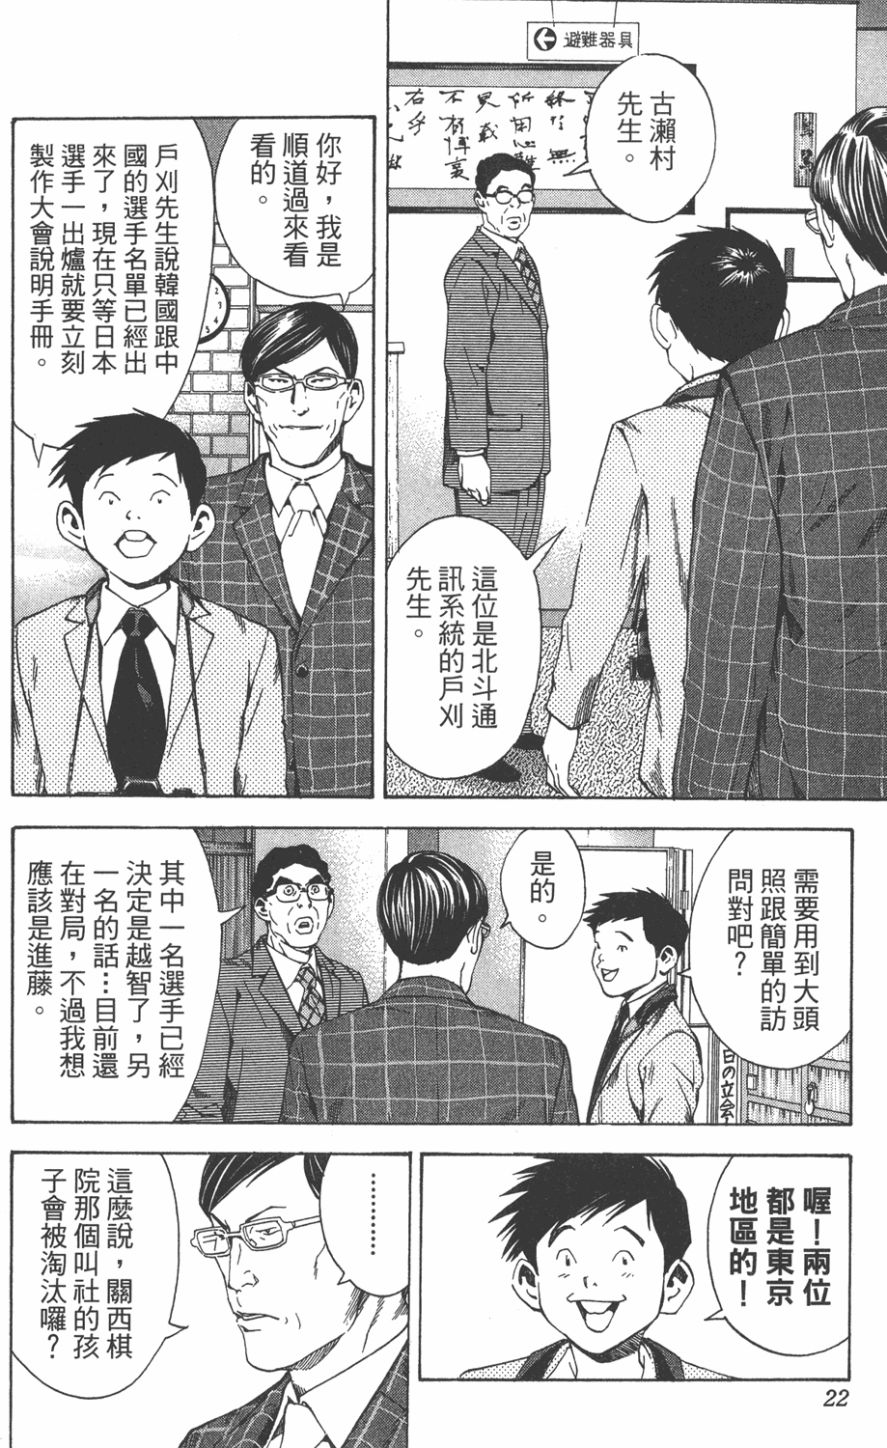 避難器具
古瀨村
先生。
這位是北斗通
訊系統的戶刈
先生。
你好，我是
順道過來看
看的。
戶刈先生說韓國跟中
國的選手名單已經出
來了，現在只等日本
選手一出爐就要立刻
製作大會說明手冊。
需要用到大頭
照跟簡單的訪
問對吧？
是的。
其中一名選手已經
決定是越智了，另
一名的話…目前還
在對局，不過我想
應該是進藤。
日の立会
喔！兩位
都是東京
地區的！
………
這麼說，關西棋
院那個叫社的孩
子會被淘汰囉？
22